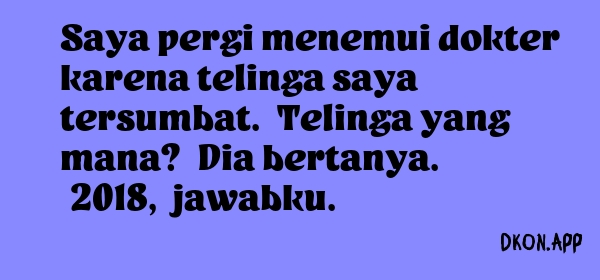 Saya pergi menemui dokter
karena telinga saya
tersumbat. Telinga yang
mana? Dia bertanya.
2018, jawabku.
DKON.APP